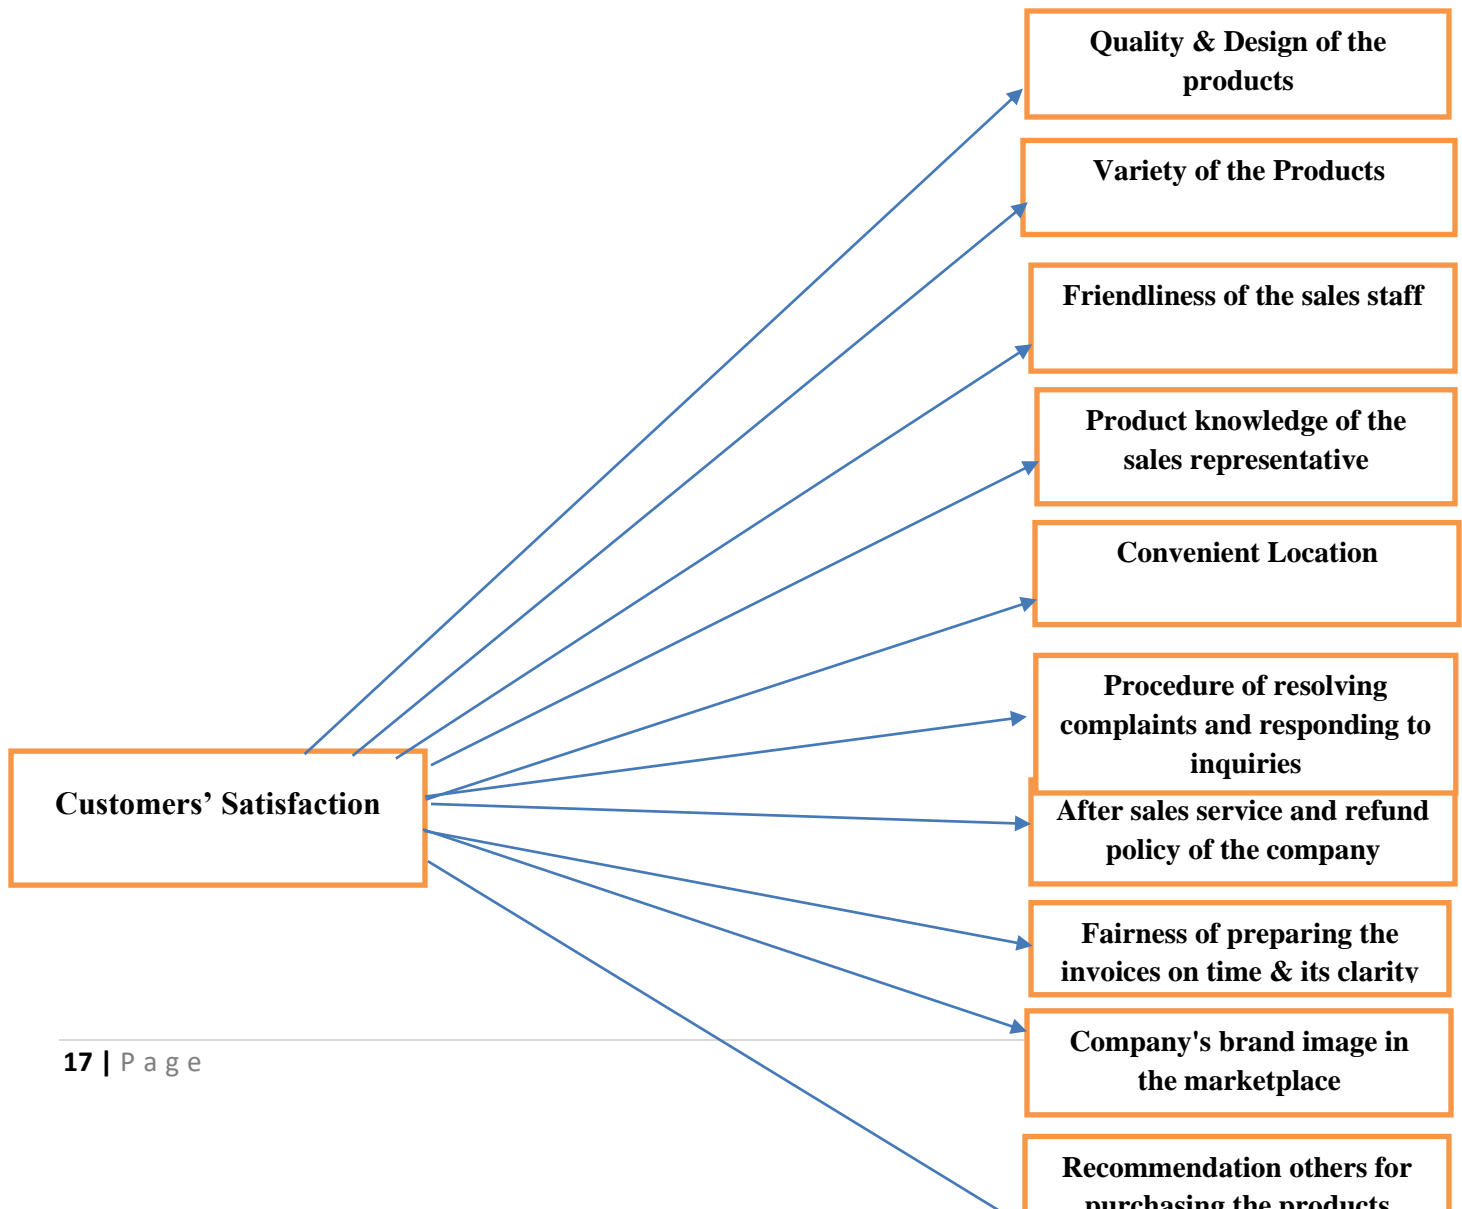 Quality & Design of the
products
Variety of the Products
Friendliness of the sales staff
Product knowledge of the
sales representative
Convenient Location
Procedure of resolving
complaints and responding to
inquiries
Customers’ Satisfaction
After sales service and refund
policy of the company
Fairness of preparing the
invoices on time & its clarity
Company's brand image in
the marketplace
17 | Page
Recommendation others for
purchasing the products